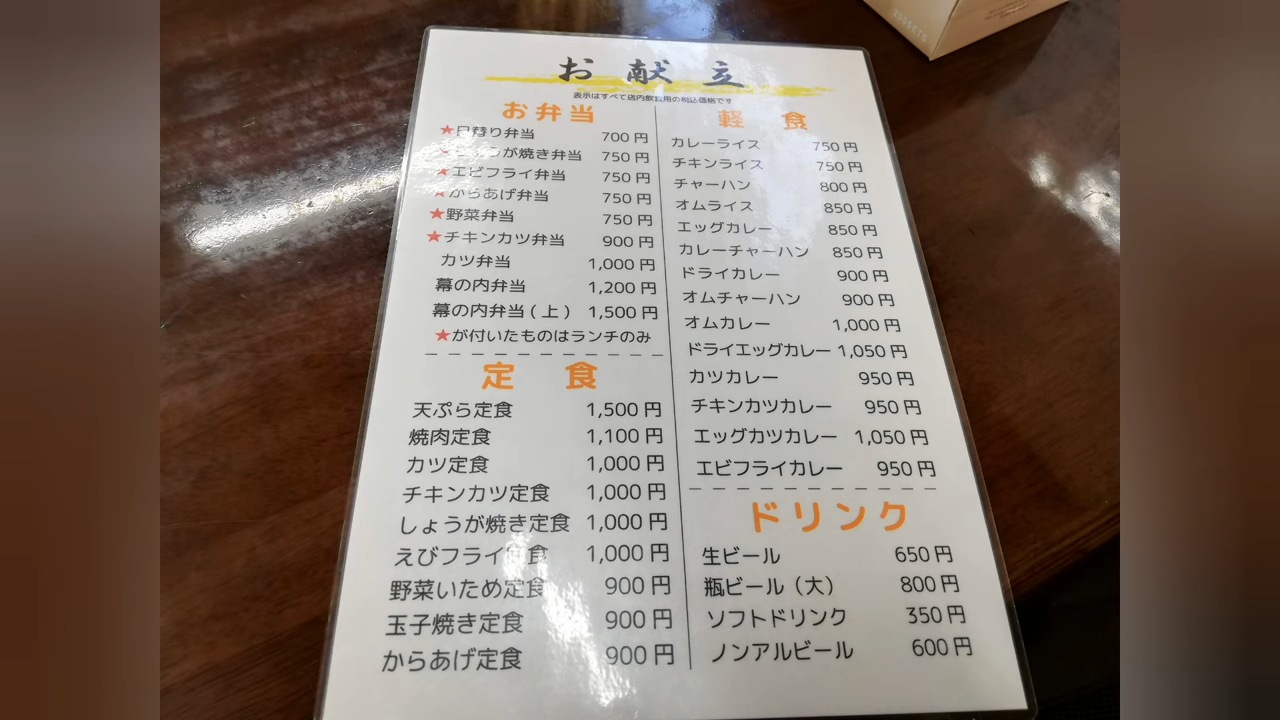 お献立
表示はすべて店内飲食用の税込価格です
お弁当
★日替り弁当 700円
しょうが焼き弁当 750円
★エビフライ弁当 750円
★からあげ弁当 750円
★野菜弁当 750円
★チキンカツ弁当 900円
カツ弁当 1,000円
幕の内弁当 1,200円
幕の内弁当(上) 1,500円
★が付いたものはランチのみ
定食
天ぷら定食 1,500円
焼肉定食 1,100円
カツ定食 1,000円
チキンカツ定食 1,000円
しょうが焼き定食 1,000円
えびフライ定食 1,000円
野菜いため定食 900円
玉子焼き定食 900円
からあげ定食 900円
軽食
カレーライス 750円
チキンライス 750円
チャーハン 800円
オムライス 850円
エッグカレー 850円
カレーチャーハン 850円
ドライカレー 900円
オムチャーハン 900円
オムカレー 1,000円
ドライエッグカレー 1,050円
カツカレー 950円
チキンカツカレー 950円
エッグカツカレー 1,050円
エビフライカレー 950円
ドリンク
生ビール 650円
瓶ビール（大） 800円
ソフトドリンク 350円
ノンアルビール 600円